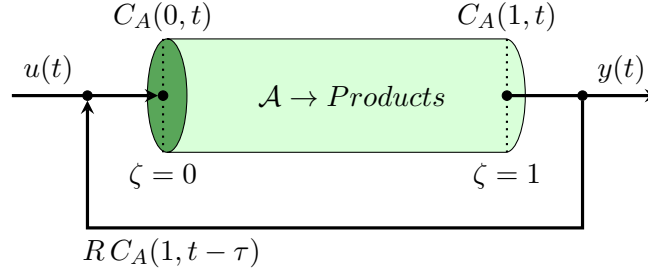 C_A(0, t) C_A(1, t)
u(t) y(t)
𝒜 → Products
ζ = 0 ζ = 1
R C_A(1, t − τ)